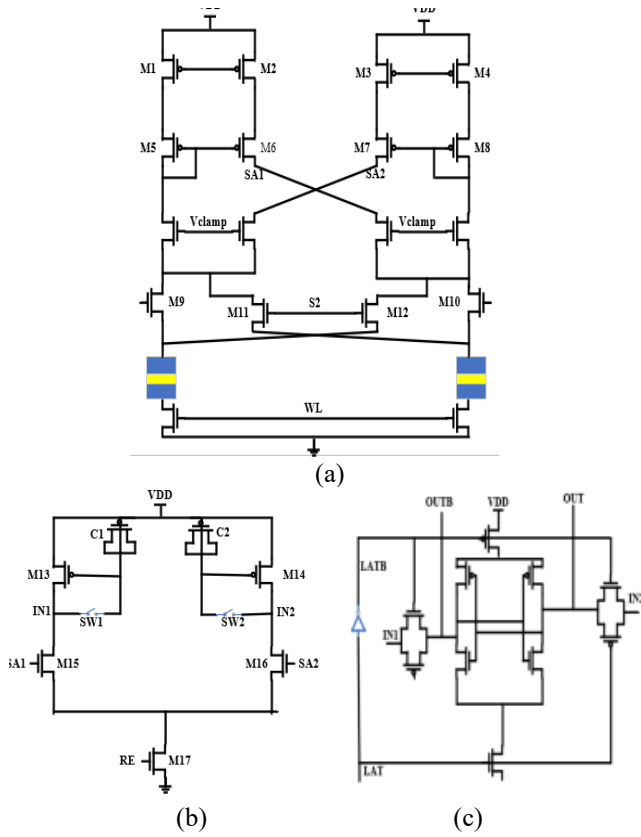 VDD
M1
M2
M3
M4
M5
M6
M7
M8
SA1
SA2
Vclamp
Vclamp
M9
M10
M11
S2
M12
WL
(a)
VDD
C1
C2
M13
M14
IN1
SW1
SW2
IN2
SA1
M15
M16
SA2
RE
M17
(b)
OUTB
VDD
OUT
LATB
IN1
LAT
(c)